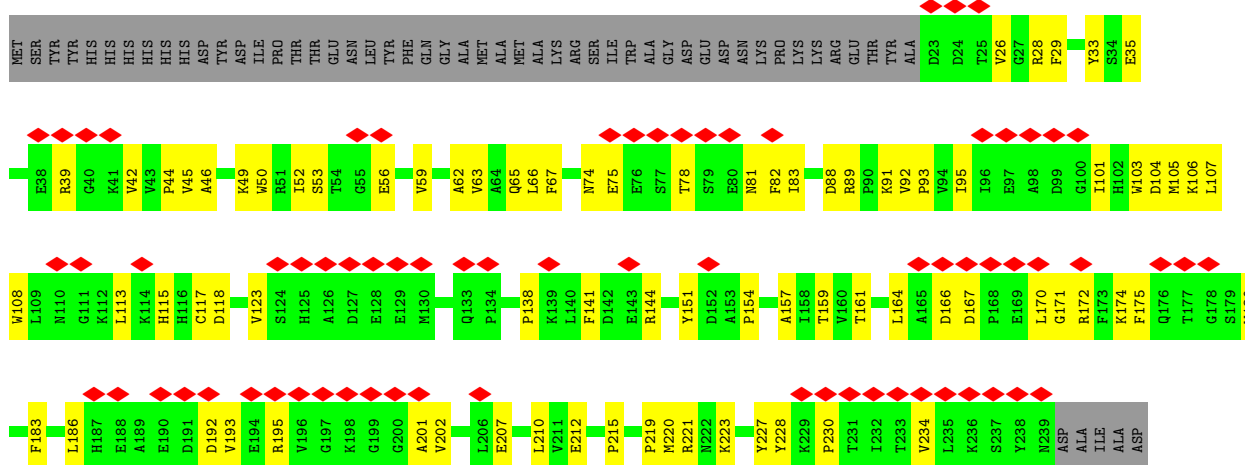 MET SER TYR TYR HIS HIS HIS HIS HIS HIS ASP TYR ASP ILE PRO THR THR GLU ASN LEU TYR PHE GLN GLY ALA MET ALA MET ALA LYS ARG SER ILE TRP ALA GLY ASP GLU ASP ASN LYS PRO LYS LYS ARG GLU THR TYR ALA D23 D24 T25 V26 G27 R28 F29 Y33 S34 E35
E38 R39 G40 K41 V42 V43 P44 V45 A46 K49 W50 R51 I52 S53 T54 G55 E56 V59 A62 V63 A64 Q65 L66 P67 N74 E75 E76 S77 T78 S79 E80 N81 F82 I83 D88 R89 P90 K91 V92 P93 V94 I95 I96 E97 A98 D99 G100 I101 H102 W103 D104 M105 K106 L107
W108 L109 N110 G111 K112 L113 K114 H115 H116 C117 D118 V123 S124 H125 A126 D127 E128 E129 M130 Q133 P134 P138 K139 L140 F141 D142 E143 R144 Y151 D152 A153 P154 A157 I158 T159 V160 T161 L164 A165 D166 D167 P168 E169 L170 G171 R172 F173 K174 F175 Q176 T177 G178 S179
F183 L186 H187 E188 A189 E190 D191 D192 V193 E194 R195 V196 G197 K198 G199 G200 A201 V202 L206 E207 L210 V211 E212 P215 P219 M220 R221 N222 K223 Y227 Y228 K229 P230 T231 I232 T233 V234 L235 K236 S237 Y238 N239 ASP ALA ILE ALA ASP